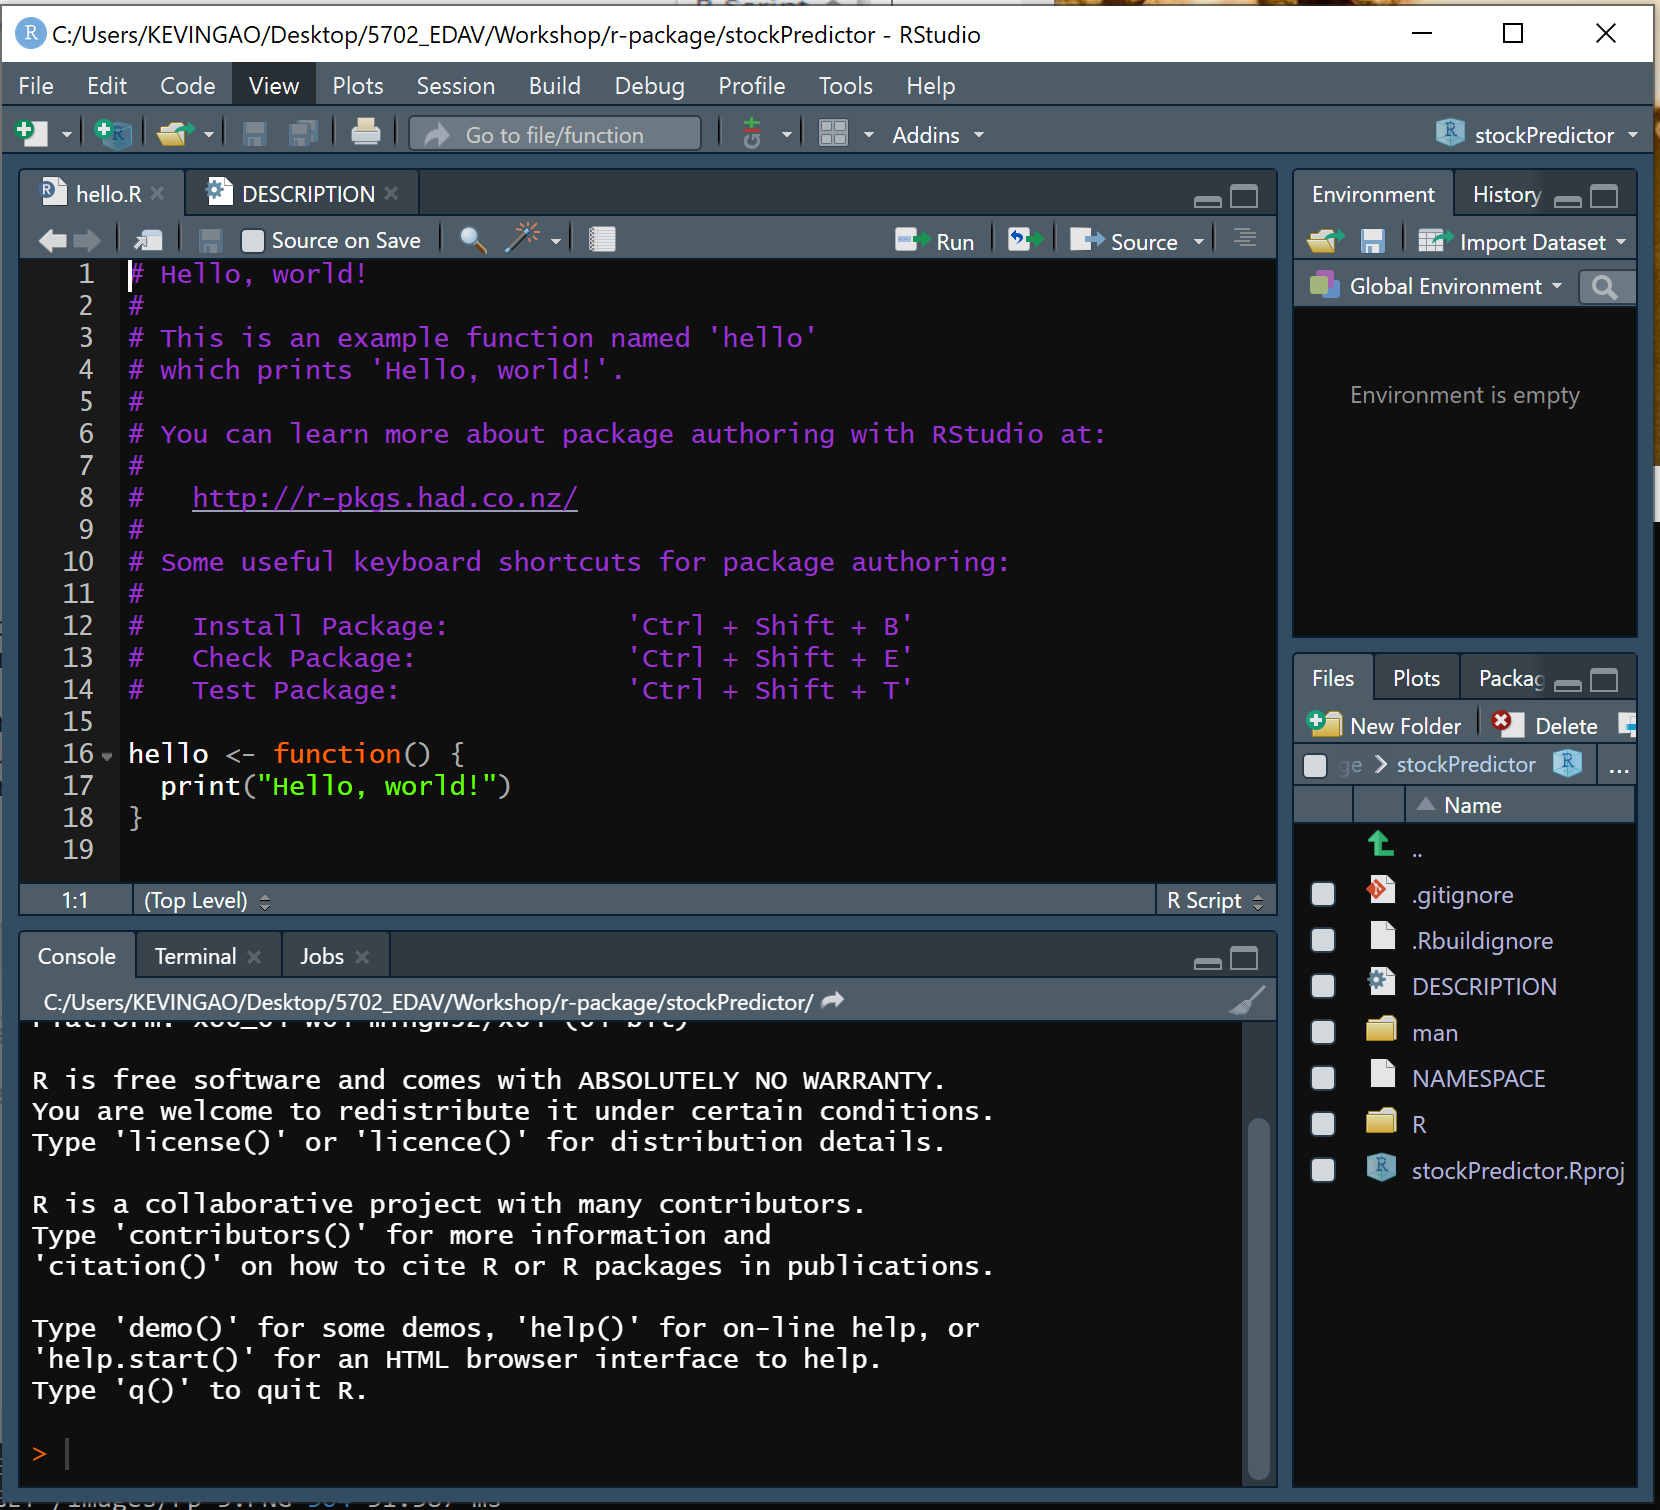 C:/Users/KEVINGAO/Desktop/5702_EDAV/Workshop/r-package/stockPredictor - RStudio
File Edit Code View Plots Session Build Debug Profile Tools Help
Go to file/function Addins stockPredictor
hello.R DESCRIPTION
Source on Save Run Source
1 # Hello, world!
2 #
3 # This is an example function named 'hello'
4 # which prints 'Hello, world!'.
5 #
6 # You can learn more about package authoring with RStudio at:
7 #
8 #   http://r-pkgs.had.co.nz/
9 #
10 # Some useful keyboard shortcuts for package authoring:
11 #
12 #   Install Package:           'Ctrl + Shift + B'
13 #   Check Package:             'Ctrl + Shift + E'
14 #   Test Package:              'Ctrl + Shift + T'
15
16 hello <- function() {
17   print("Hello, world!")
18 }
19
1:1 (Top Level) R Script
Console Terminal Jobs
C:/Users/KEVINGAO/Desktop/5702_EDAV/Workshop/r-package/stockPredictor/
R is free software and comes with ABSOLUTELY NO WARRANTY.
You are welcome to redistribute it under certain conditions.
Type 'license()' or 'licence()' for distribution details.
R is a collaborative project with many contributors.
Type 'contributors()' for more information and
'citation()' on how to cite R or R packages in publications.
Type 'demo()' for some demos, 'help()' for on-line help, or
'help.start()' for an HTML browser interface to help.
Type 'q()' to quit R.
>
Environment History
Import Dataset
Global Environment
Environment is empty
Files Plots Packag
New Folder Delete
ge stockPredictor ...
Name
..
.gitignore
.Rbuildignore
DESCRIPTION
man
NAMESPACE
R
stockPredictor.Rproj